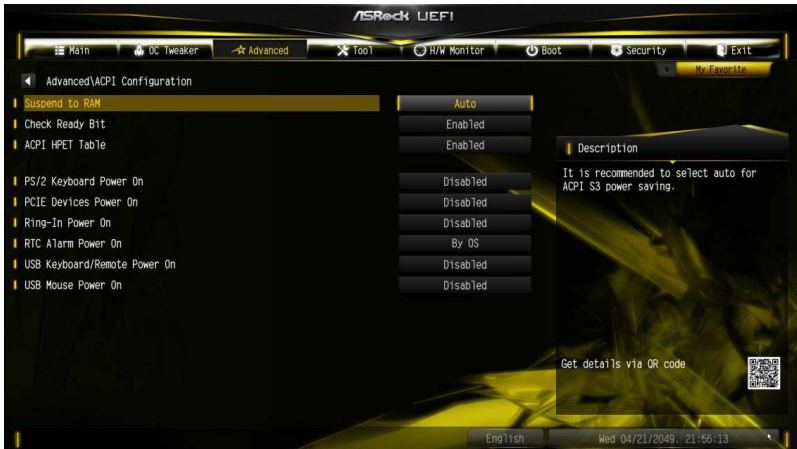 ASRock UEFI
Main OC Tweaker Advanced Tool H/W Monitor Boot Security Exit
My Favorite
Advanced\ACPI Configuration
Suspend to RAM Auto
Check Ready Bit Enabled
ACPI HPET Table Enabled
PS/2 Keyboard Power On Disabled
PCIE Devices Power On Disabled
Ring-In Power On Disabled
RTC Alarm Power On By OS
USB Keyboard/Remote Power On Disabled
USB Mouse Power On Disabled
Description
It is recommended to select auto for
ACPI S3 power saving.
Get details via QR code
English Wed 04/21/2049. 21:56:13